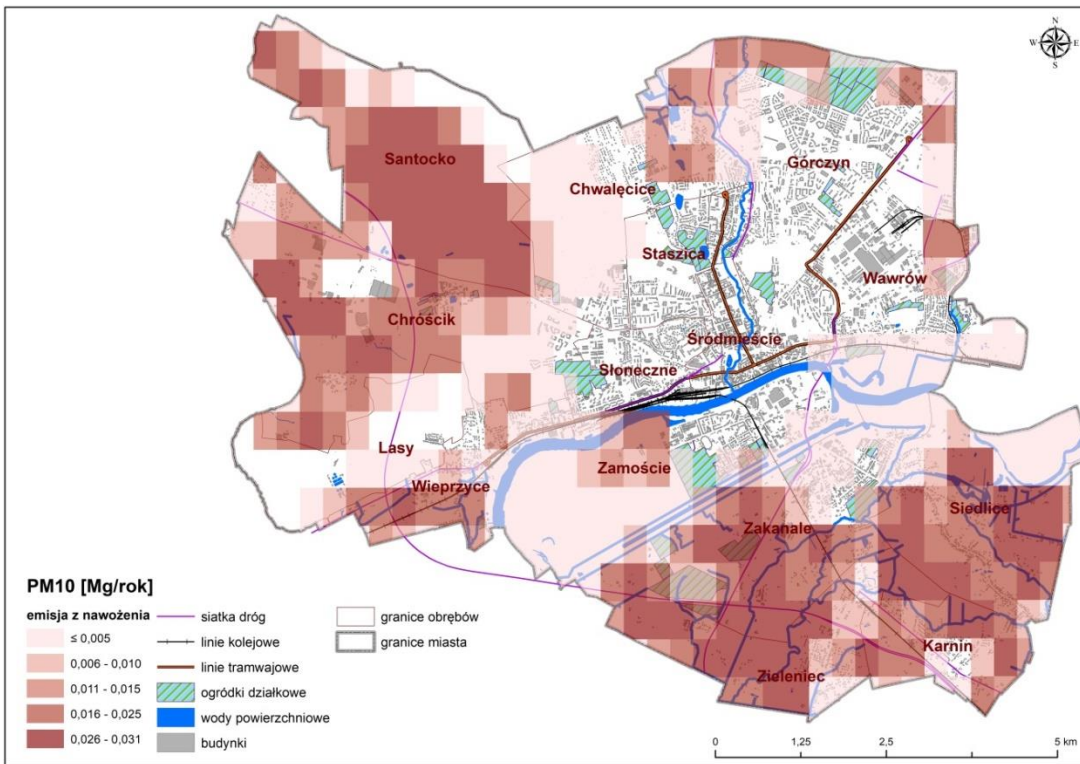 N
W E
S
Santocko
Górczyn
Chwalęcice
Staszica
Wawrów
Chróścik
Śródmieście
Słoneczne
Lasy
Zamoście
Wieprzyce
Siedlice
Zakanale
Karnin
Zieleniec
PM10 [Mg/rok]
emisja z nawożenia
≤ 0,005
0,006 - 0,010
0,011 - 0,015
0,016 - 0,025
0,026 - 0,031
siatka dróg
linie kolejowe
linie tramwajowe
ogródki działkowe
wody powierzchniowe
budynki
granice obrębów
granice miasta
0 1,25 2,5 5 km